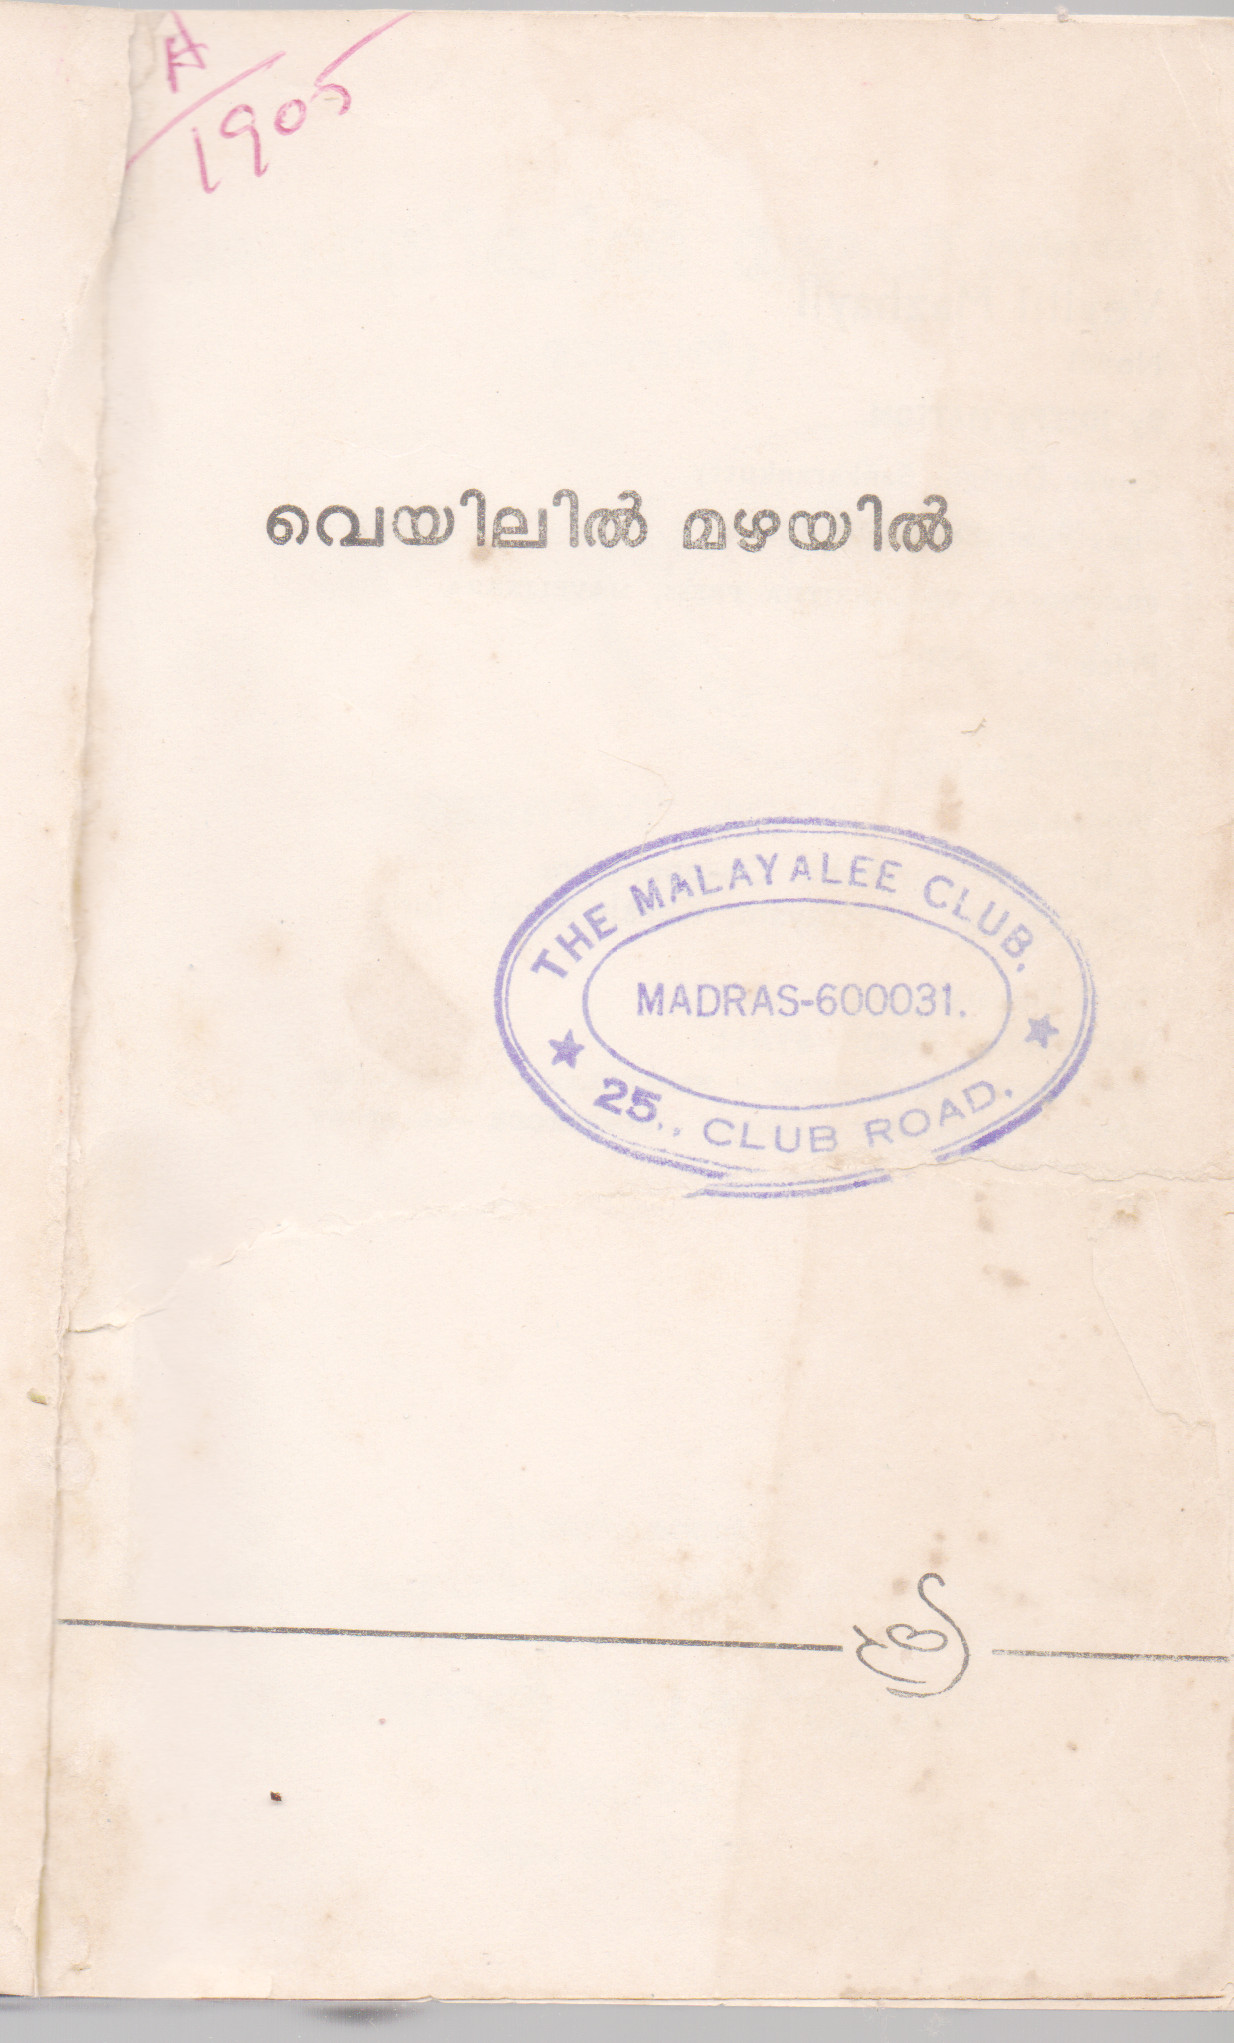 A
1905
വെയിലിൽ മഴയിൽ
THE MALAYALEE CLUB.
MADRAS-600031.
25,, CLUB ROAD.